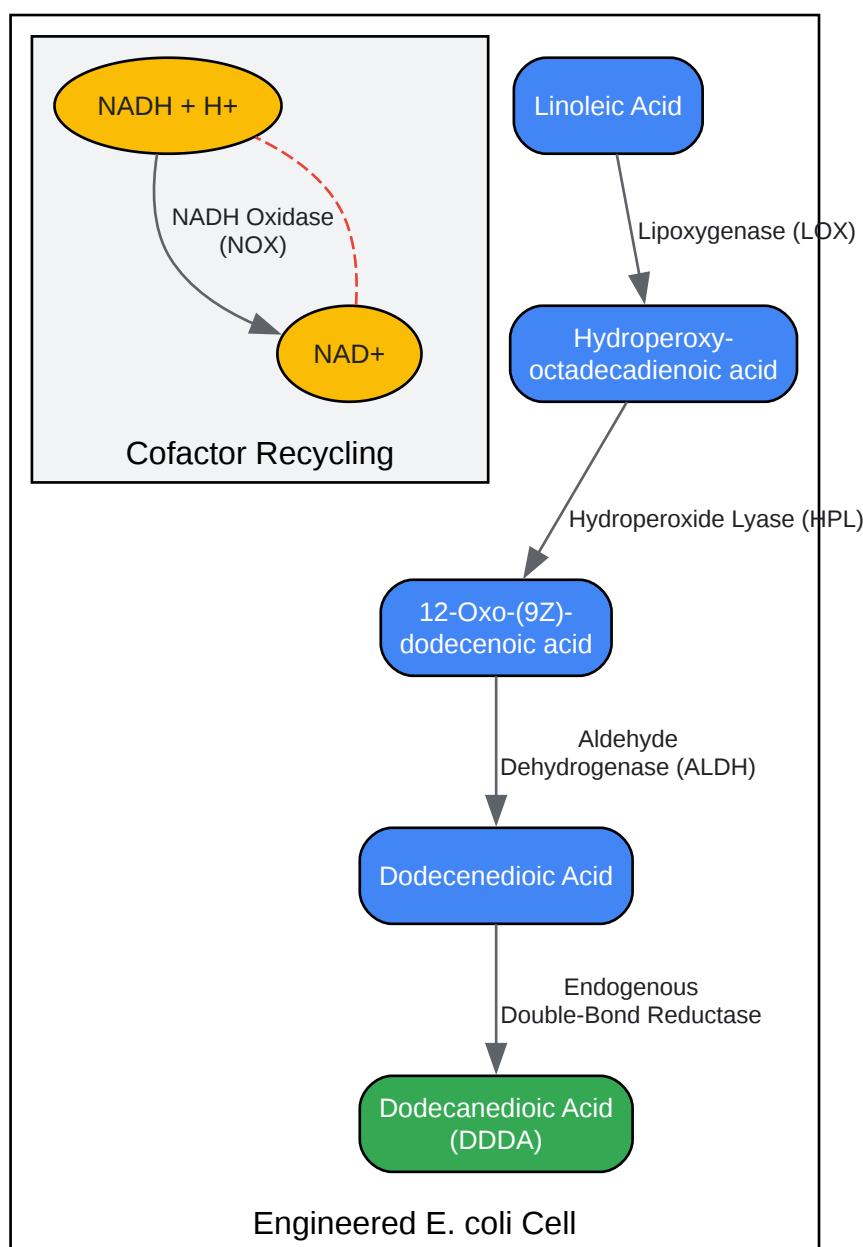 NADH + H+
NADH Oxidase
(NOX)
NAD+
Cofactor Recycling
Linoleic Acid
Lipoxygenase (LOX)
Hydroperoxy-
octadecadienoic acid
Hydroperoxide Lyase (HPL)
12-Oxo-(9Z)-
dodecenoic acid
Aldehyde
Dehydrogenase (ALDH)
Dodecenedioic Acid
Endogenous
Double-Bond Reductase
Dodecanedioic Acid
(DDDA)
Engineered E. coli Cell